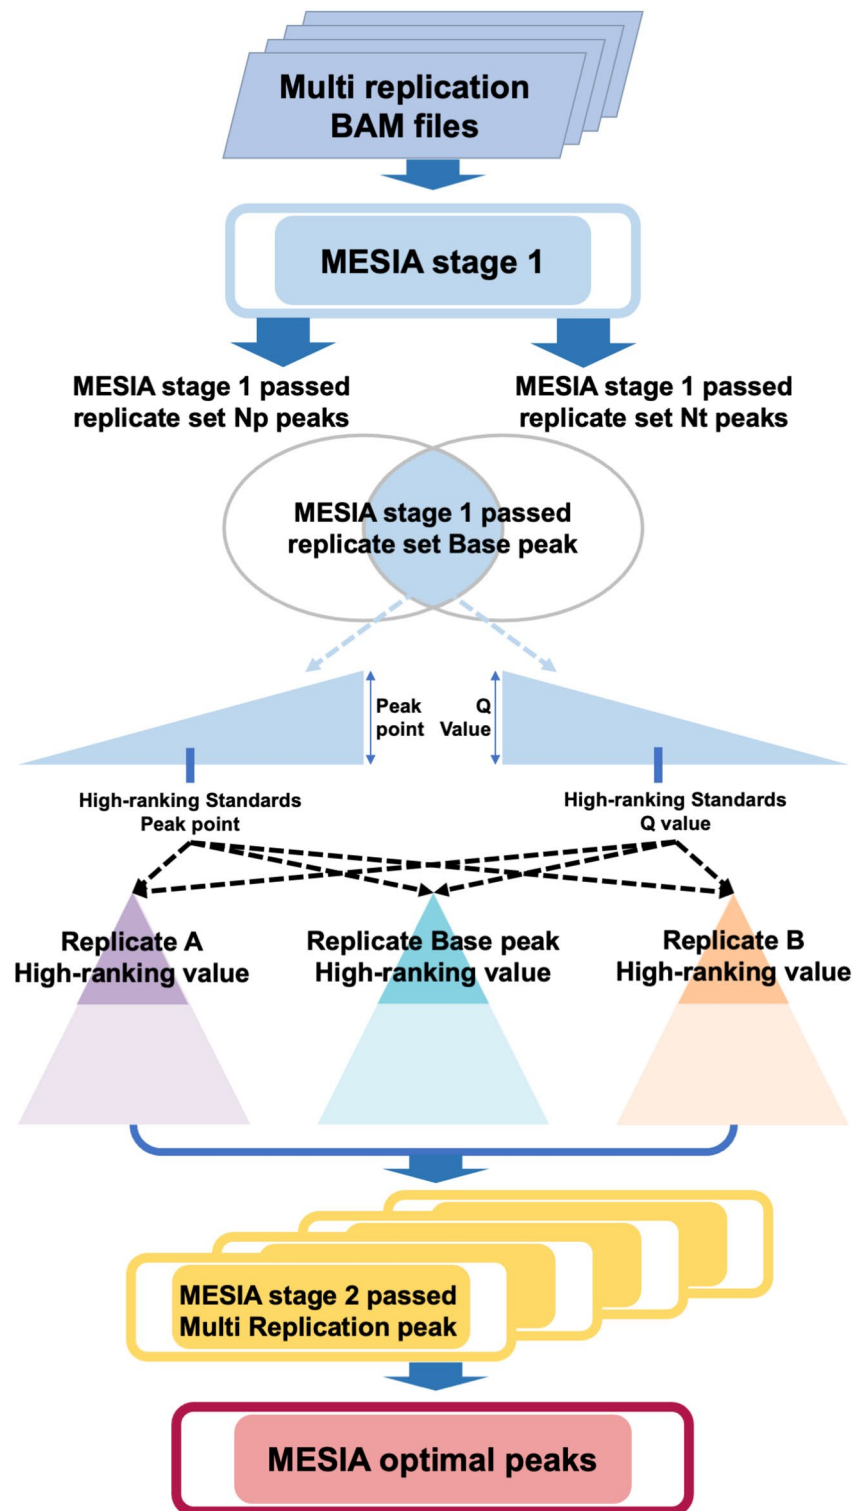 Multi replication
BAM files
MESIA stage 1
MESIA stage 1 passed
replicate set Np peaks
MESIA stage 1 passed
replicate set Nt peaks
MESIA stage 1 passed
replicate set Base peak
Peak
point
Q
Value
High-ranking Standards
Peak point
High-ranking Standards
Q value
Replicate A
High-ranking value
Replicate Base peak
High-ranking value
Replicate B
High-ranking value
MESIA stage 2 passed
Multi Replication peak
MESIA optimal peaks